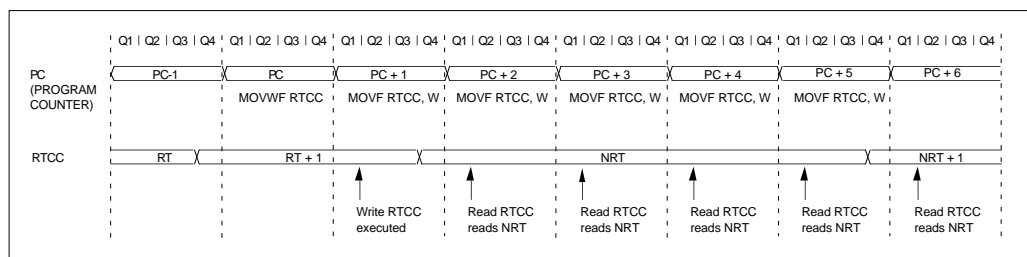 Q1 | Q2 | Q3 | Q4 Q1 | Q2 | Q3 | Q4 Q1 | Q2 | Q3 | Q4 Q1 | Q2 | Q3 | Q4 Q1 | Q2 | Q3 | Q4 Q1 | Q2 | Q3 | Q4 Q1 | Q2 | Q3 | Q4 Q1 | Q2 | Q3 | Q4
PC
(PROGRAM
COUNTER)
PC-1 PC PC + 1 PC + 2 PC + 3 PC + 4 PC + 5 PC + 6
MOVWF RTCC MOVF RTCC, W MOVF RTCC, W MOVF RTCC, W MOVF RTCC, W MOVF RTCC, W
RTCC RT RT + 1 NRT NRT + 1
Write RTCC Read RTCC Read RTCC Read RTCC Read RTCC Read RTCC
executed reads NRT reads NRT reads NRT reads NRT reads NRT